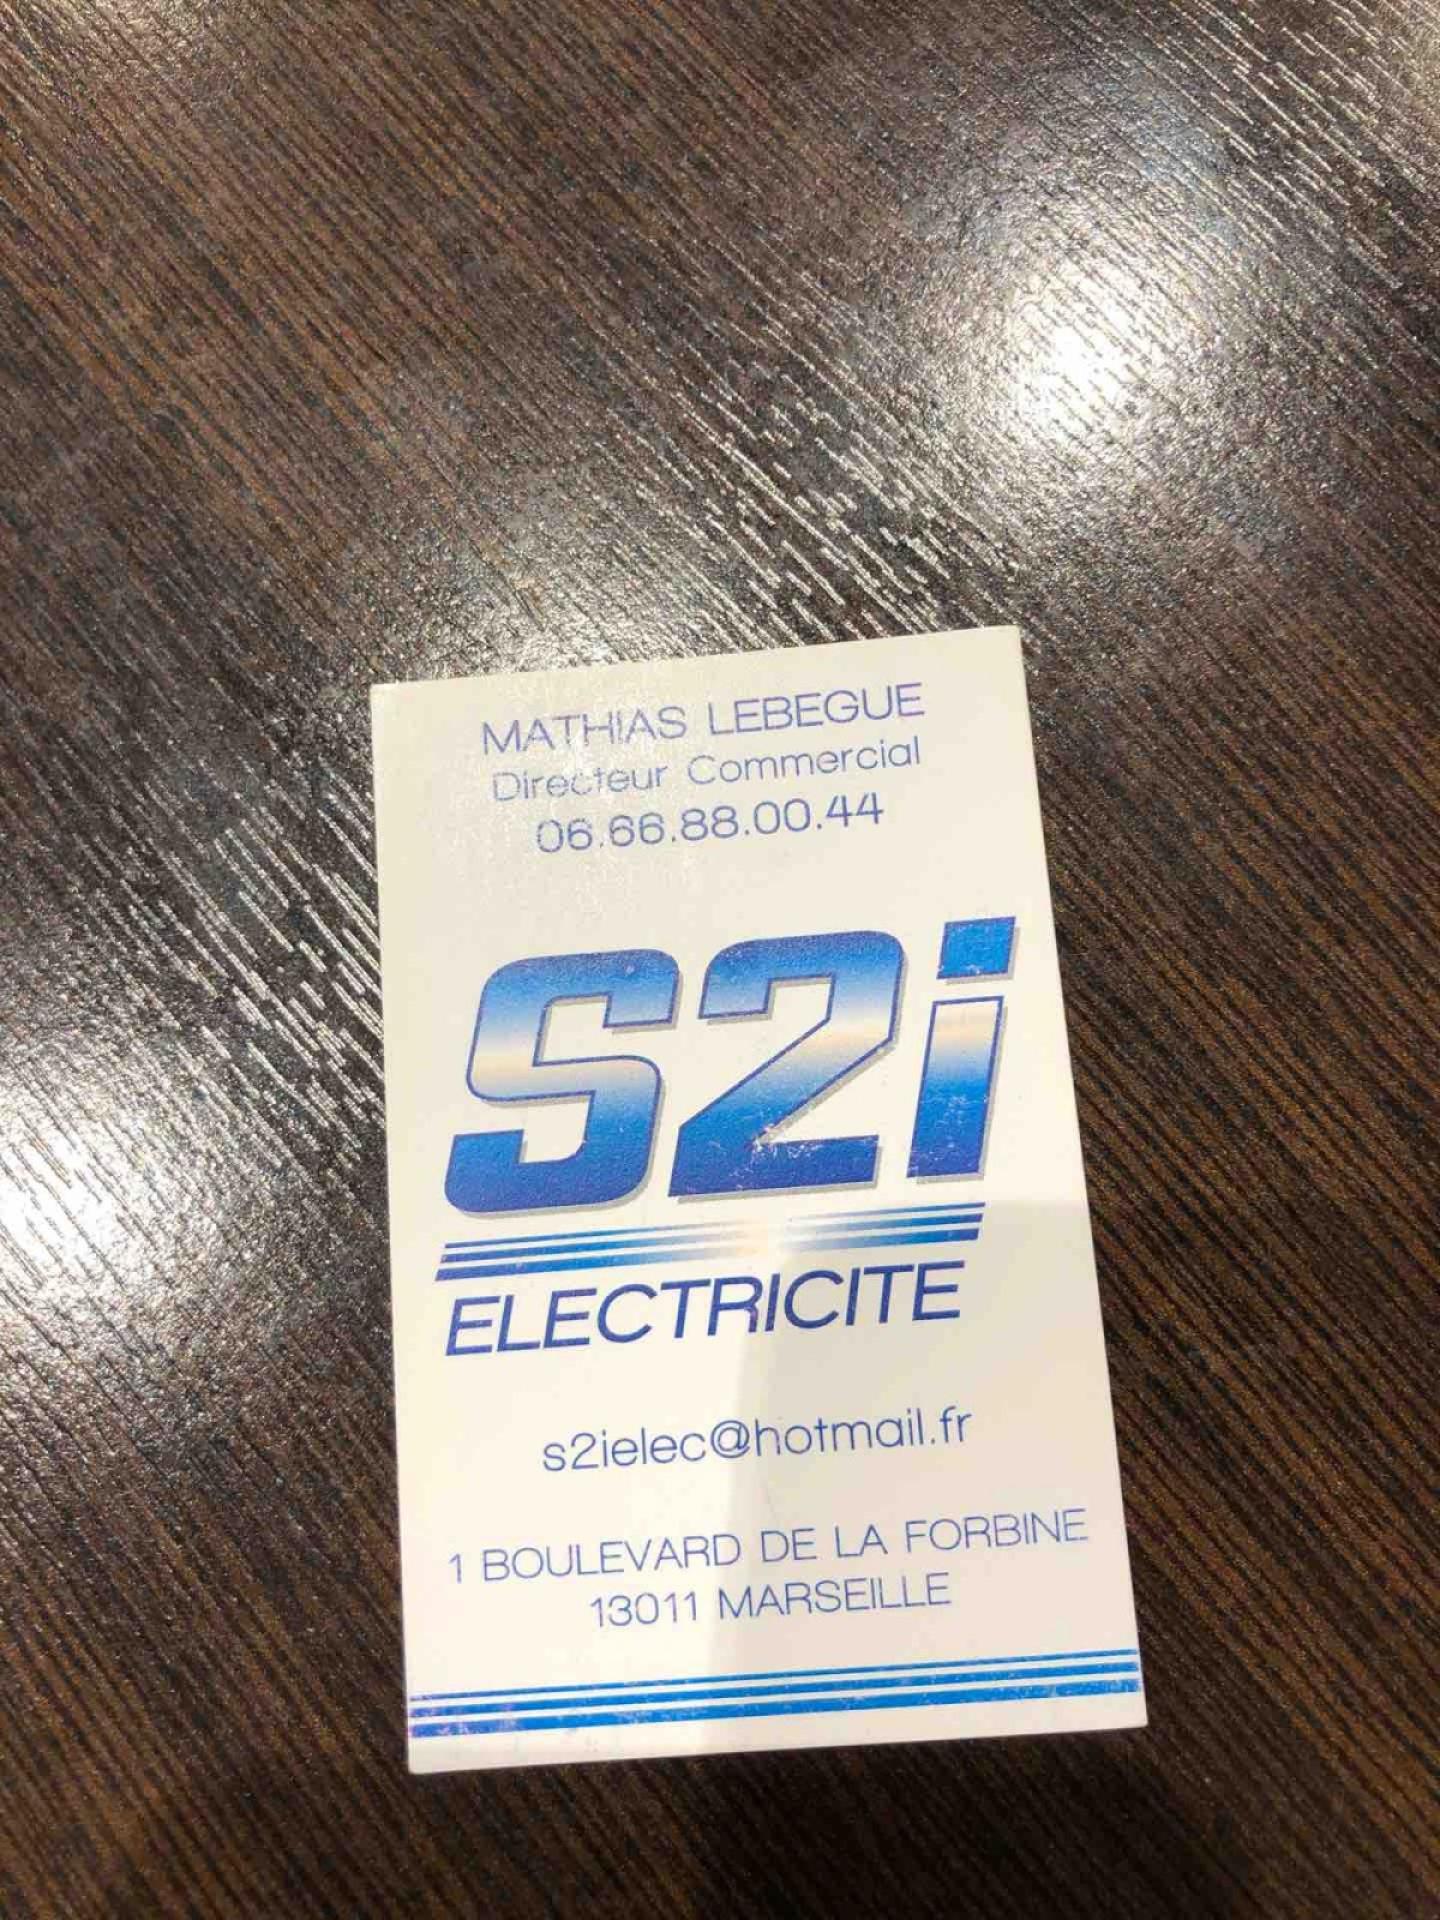 MATHIAS LEBEGUE
Directeur Commercial
06.66.88.00.44
S2i
ELECTRICITE
s2ielec@hotmail.fr
1 BOULEVARD DE LA FORBINE
13011 MARSEILLE